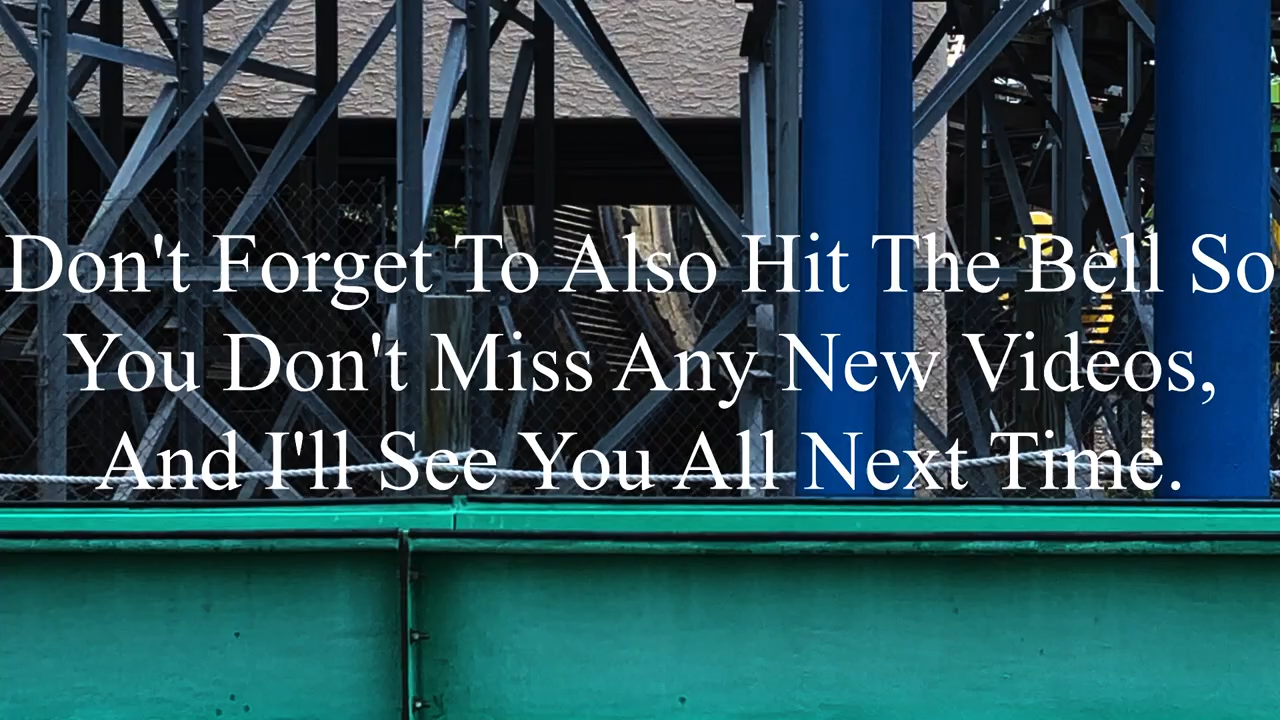 Don't Forget To Also Hit The Bell So
You Don't Miss Any New Videos,
And I'll See You All Next Time.